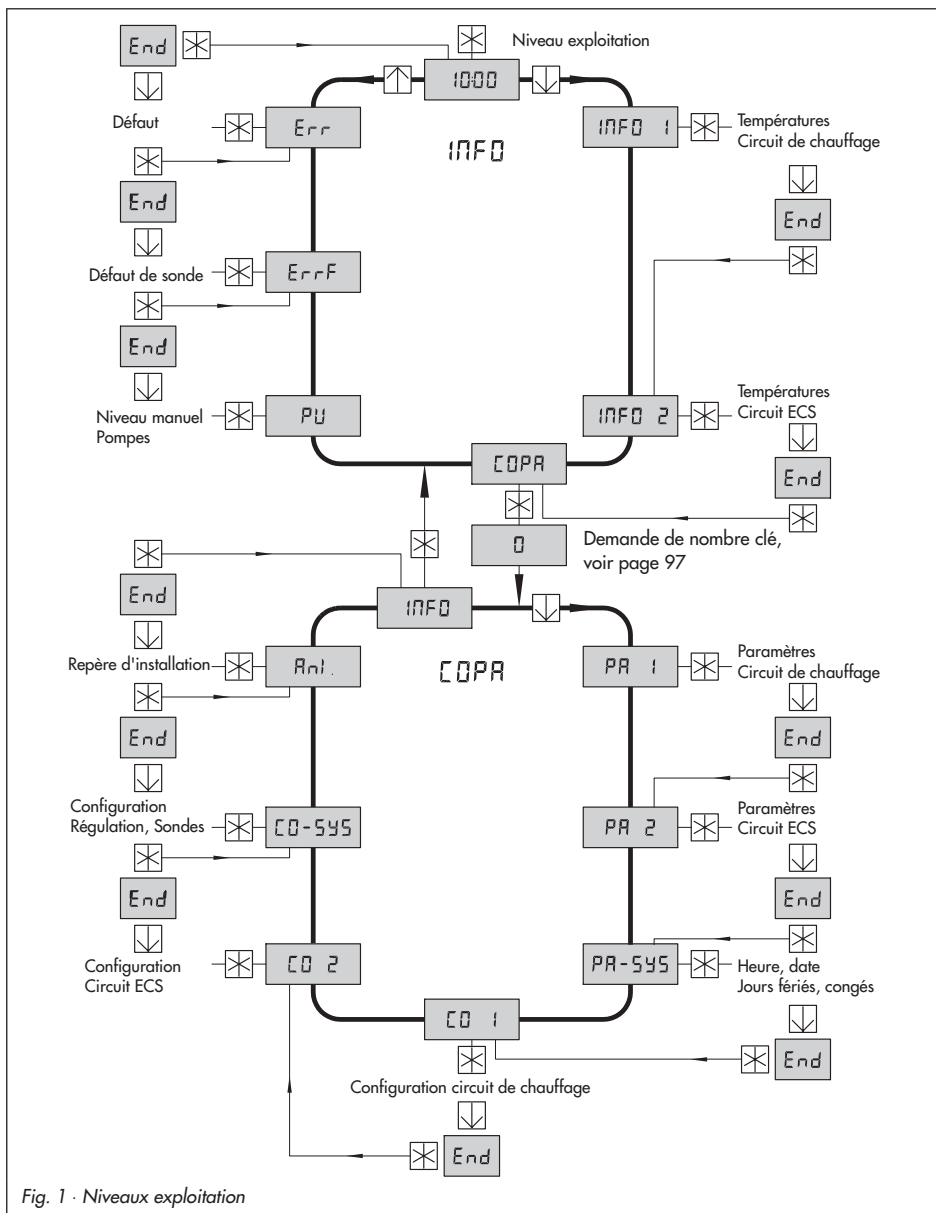 End
Niveau exploitation
10:00
Défaut
Err
INFO
INFO 1
Températures
Circuit de chauffage
End
End
Défaut de sonde
ErrF
End
Niveau manuel
Pompes
PU
INFO 2
Températures
Circuit ECS
COPA
End
0
Demande de nombre clé,
voir page 97
End
INFO
Repère d'installation
Anl.
COPA
PA 1
Paramètres
Circuit de chauffage
End
End
Configuration
Régulation, Sondes
CO-SYS
PA 2
Paramètres
Circuit ECS
End
End
Configuration
Circuit ECS
CO 2
PA-SYS
Heure, date
Jours fériés, congés
CO 1
End
Configuration circuit de chauffage
End
Fig. 1 · Niveaux exploitation